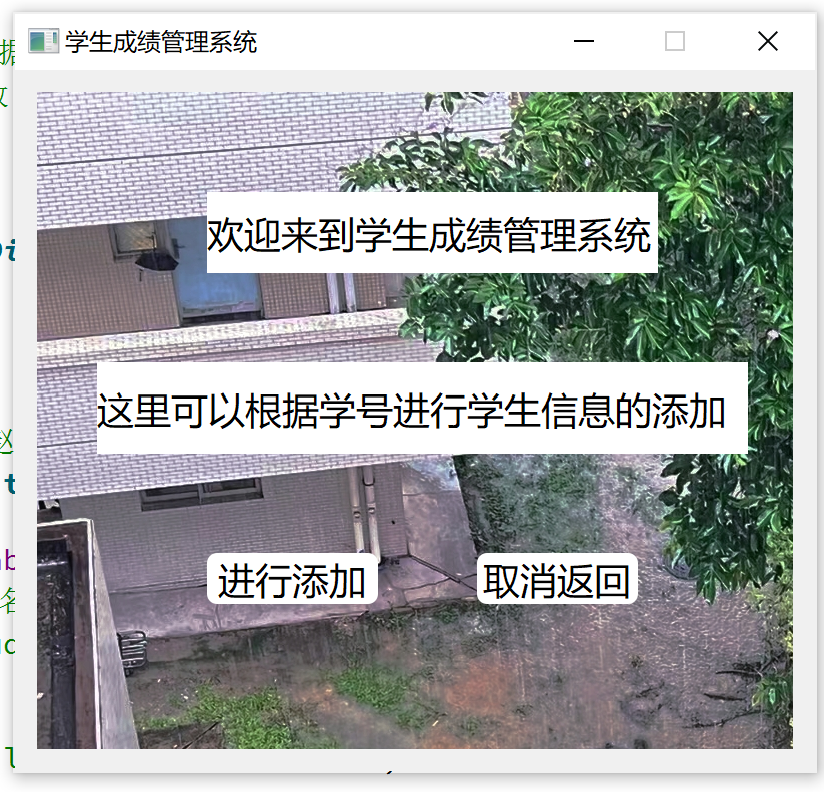 学生成绩管理系统
欢迎来到学生成绩管理系统
这里可以根据学号进行学生信息的添加
进行添加
取消返回